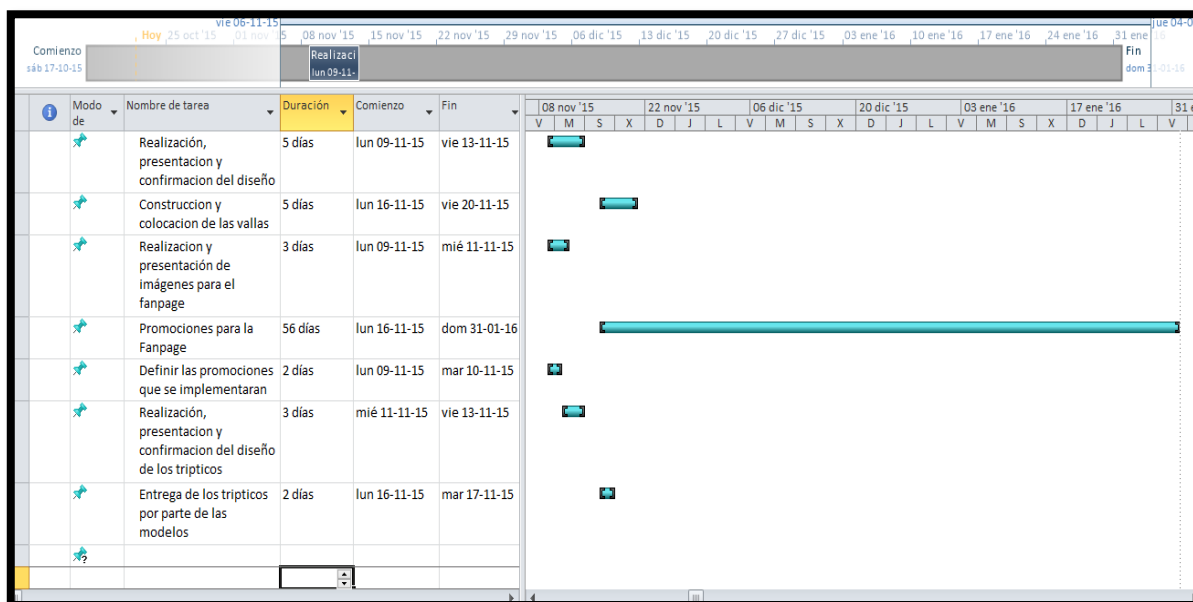 vie 06-11-15
jue 04-0
Hoy 25 oct '15 01 nov '15 08 nov '15 15 nov '15 22 nov '15 29 nov '15 06 dic '15 13 dic '15 20 dic '15 27 dic '15 03 ene '16 10 ene '16 17 ene '16 24 ene '16 31 ene '16
Comienzo
sáb 17-10-15
Realizaci
lun 09-11-
Fin
dom 31-01-16
Modo de
Nombre de tarea
Duración
Comienzo
Fin
08 nov '15 22 nov '15 06 dic '15 20 dic '15 03 ene '16 17 ene '16 31 e
V M S X D J L V M S X D J L V M S X D J L V
Realización, 5 días lun 09-11-15 vie 13-11-15
presentacion y
confirmacion del diseño
Construccion y 5 días lun 16-11-15 vie 20-11-15
colocacion de las vallas
Realizacion y 3 días lun 09-11-15 mié 11-11-15
presentación de
imágenes para el
fanpage
Promociones para la 56 días lun 16-11-15 dom 31-01-16
Fanpage
Definir las promociones 2 días lun 09-11-15 mar 10-11-15
que se implementaran
Realización, 3 días mié 11-11-15 vie 13-11-15
presentacion y
confirmacion del diseño
de los tripticos
Entrega de los tripticos 2 días lun 16-11-15 mar 17-11-15
por parte de las
modelos